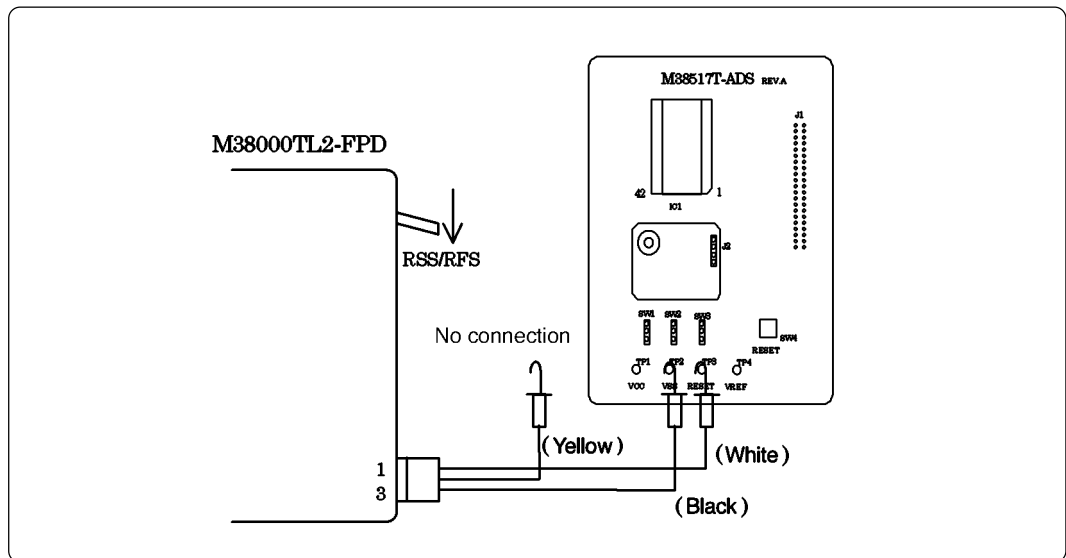 M38517T-ADS REV.A
J1
M38000TL2-FPD
42
1
IC1
RSS/RFS
J2
No connection
SW1 SW2 SW3
SW4
RESET
TP1 TP2 TP3 TP4
VCC VSS RESET VREF
(Yellow)
(White)
1
3
(Black)